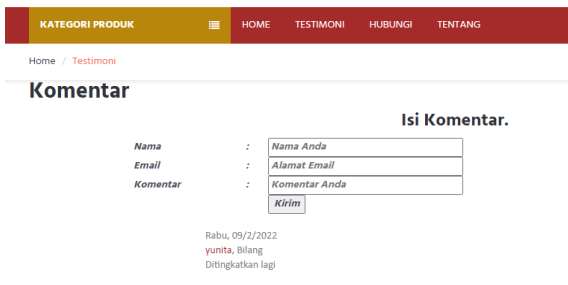 KATEGORI PRODUK HOME TESTIMONI HUBUNGI TENTANG
Home / Testimoni
Komentar
Isi Komentar.
Nama : Nama Anda
Email : Alamat Email
Komentar : Komentar Anda
Kirim
Rabu, 09/2/2022
yunita, Bilang
Ditingkatkan lagi